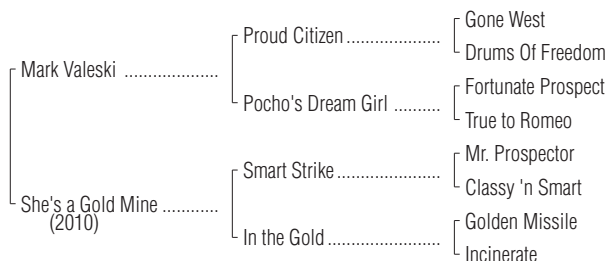 Gone West
Proud Citizen ....................
Drums Of Freedom
Mark Valeski ....................
Fortunate Prospect
Pocho's Dream Girl ..........
True to Romeo
Mr. Prospector
Smart Strike ......................
Classy 'n Smart
She's a Gold Mine ............
(2010)
Golden Missile
In the Gold ........................
Incinerate